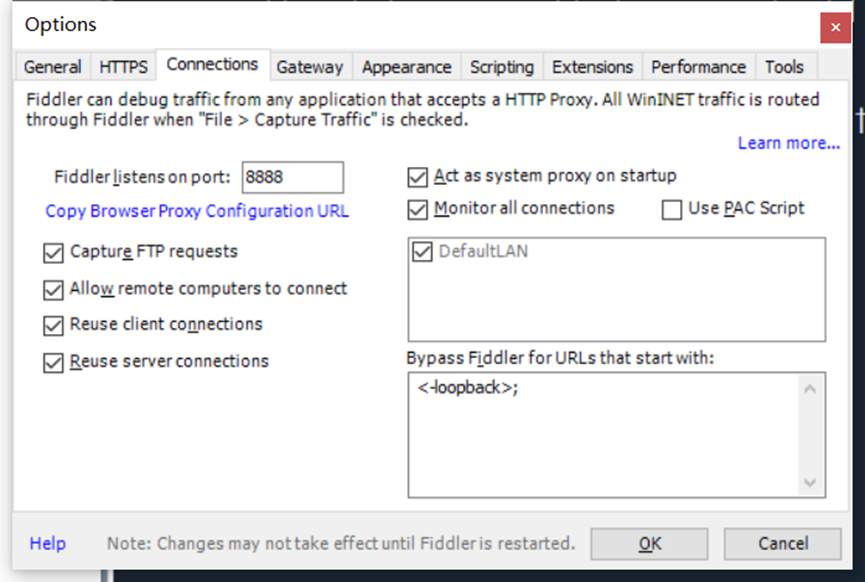 Options
General HTTPS Connections Gateway Appearance Scripting Extensions Performance Tools
Fiddler can debug traffic from any application that accepts a HTTP Proxy. All WinINET traffic is routed
through Fiddler when "File > Capture Traffic" is checked.
Learn more...
Fiddler listens on port: 8888
Copy Browser Proxy Configuration URL
Capture FTP requests
Allow remote computers to connect
Reuse client connections
Reuse server connections
Act as system proxy on startup
Monitor all connections Use PAC Script
DefaultLAN
Bypass Fiddler for URLs that start with:
<-loopback>;
Help Note: Changes may not take effect until Fiddler is restarted. OK Cancel